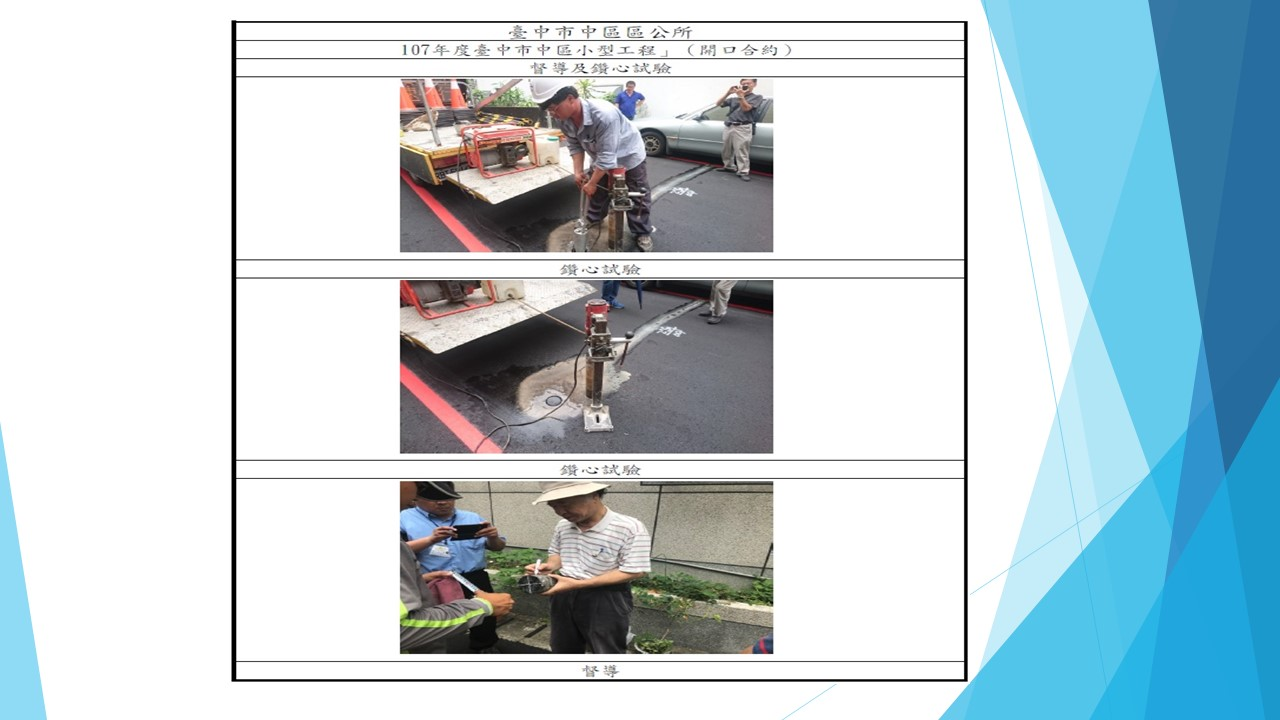 臺中市中區區公所
107年度臺中市中區小型工程」（開口合約）
督導及鑽心試驗
鑽心試驗
鑽心試驗
督導